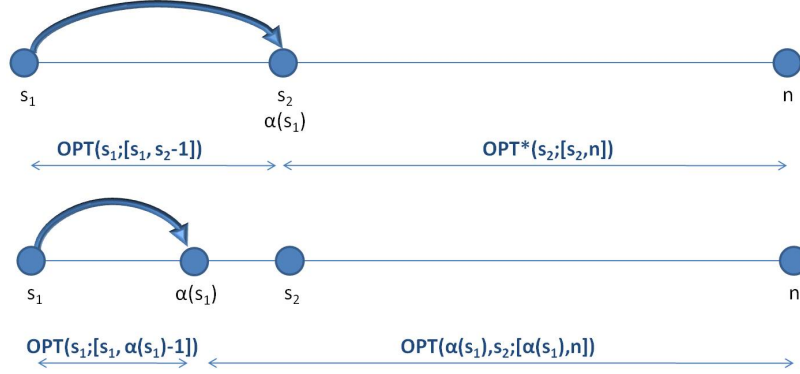 s₁ s₂ n
α(s₁)
OPT(s₁;[s₁, s₂-1]) OPT*(s₂;[s₂,n])
s₁ α(s₁) s₂ n
OPT(s₁;[s₁, α(s₁)-1]) OPT(α(s₁),s₂;[α(s₁),n])